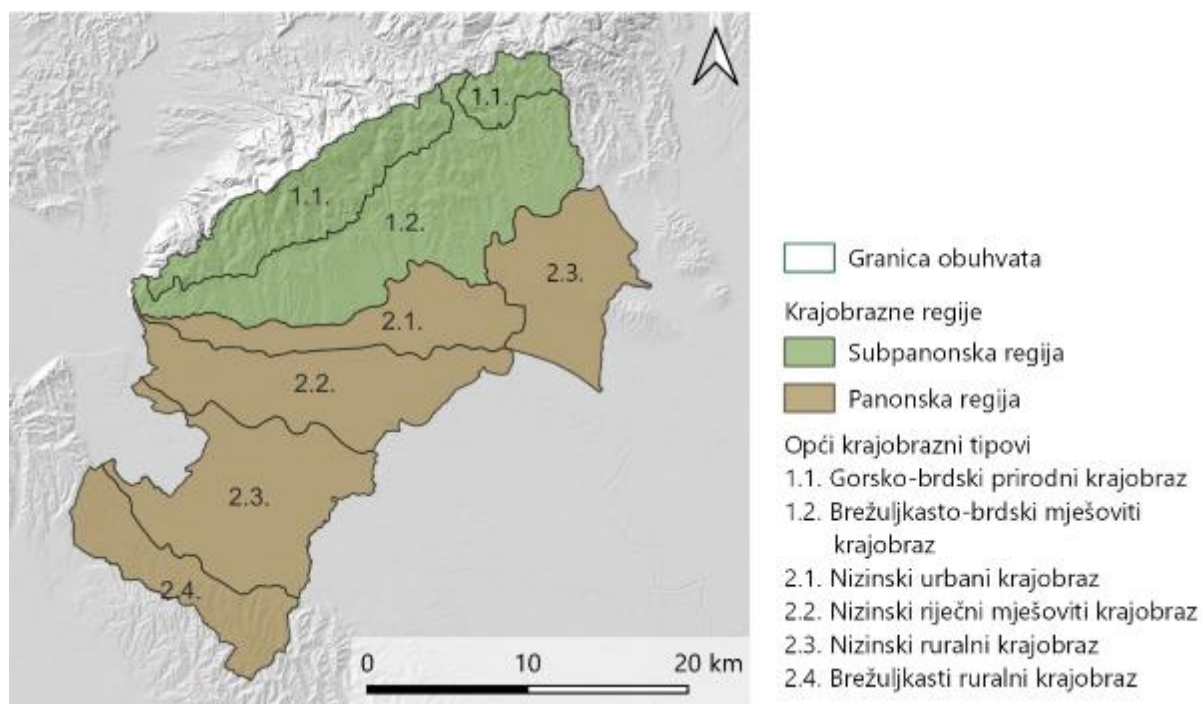 1.1.
1.1.
1.2.
2.3.
2.1.
2.2.
2.3.
2.4.
0 10 20 km
Granica obuhvata
Krajobrazne regije
Subpanonska regija
Panonska regija
Opći krajobrazni tipovi
1.1. Gorsko-brdski prirodni krajobraz
1.2. Brežuljkasto-brdski mješoviti
krajobraz
2.1. Nizinski urbani krajobraz
2.2. Nizinski riječni mješoviti krajobraz
2.3. Nizinski ruralni krajobraz
2.4. Brežuljkasti ruralni krajobraz